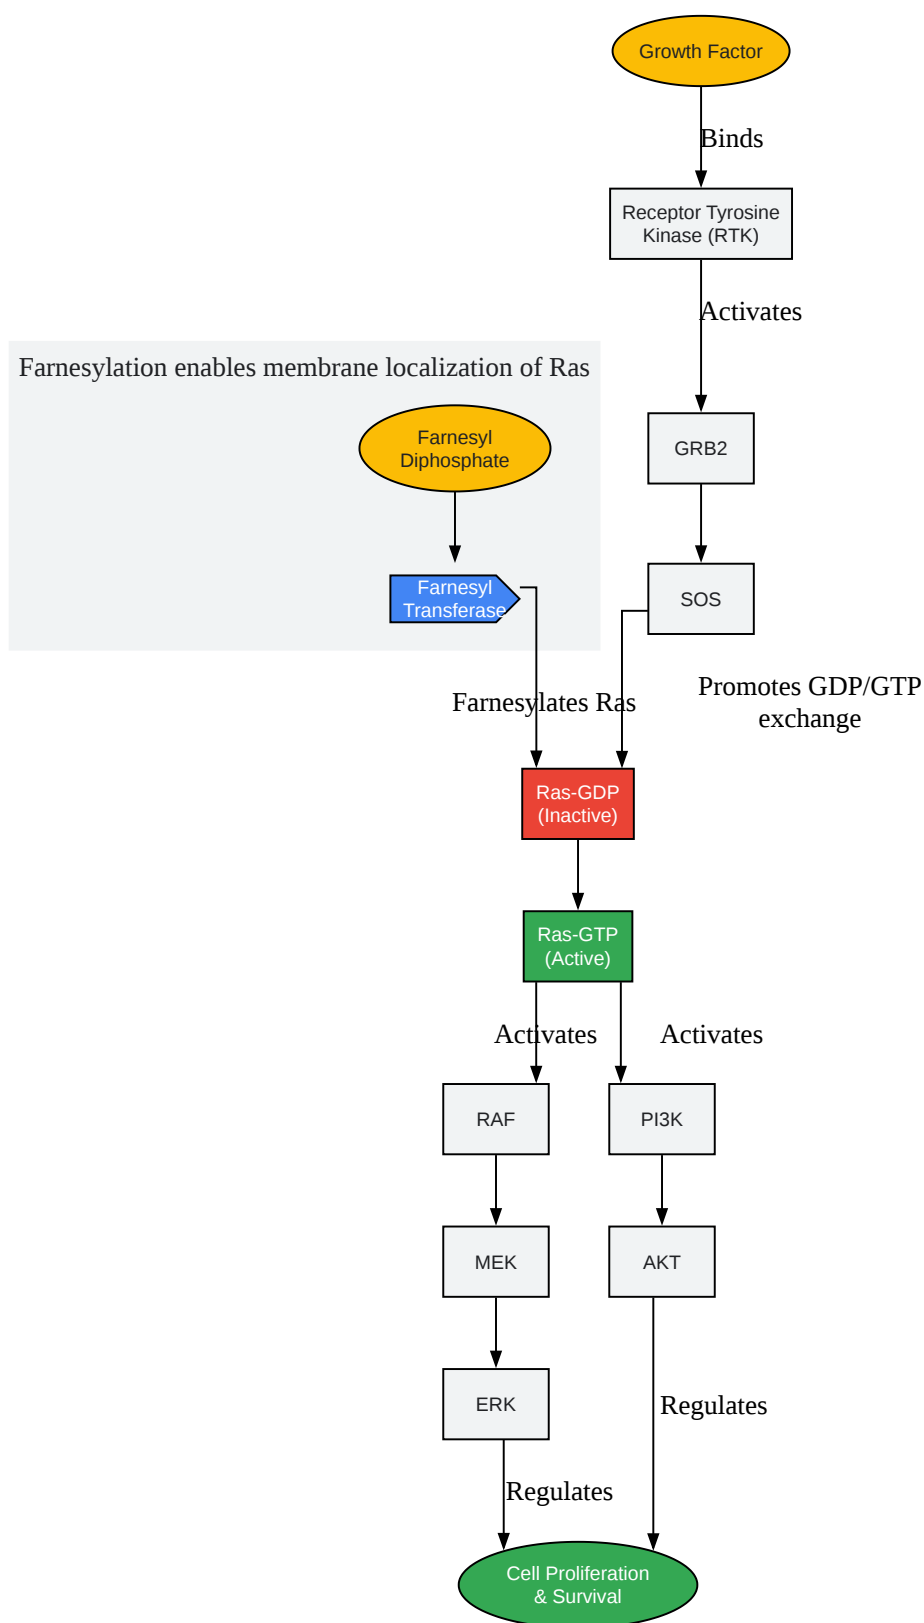 Growth Factor
Binds
Receptor Tyrosine
Kinase (RTK)
Activates
Farnesylation enables membrane localization of Ras
Farnesyl
Diphosphate
GRB2
Farnesyl
Transferase
SOS
Farnesylates Ras
Promotes GDP/GTP
exchange
Ras-GDP
(Inactive)
Ras-GTP
(Active)
Activates
Activates
RAF
PI3K
MEK
AKT
ERK
Regulates
Regulates
Cell Proliferation
& Survival